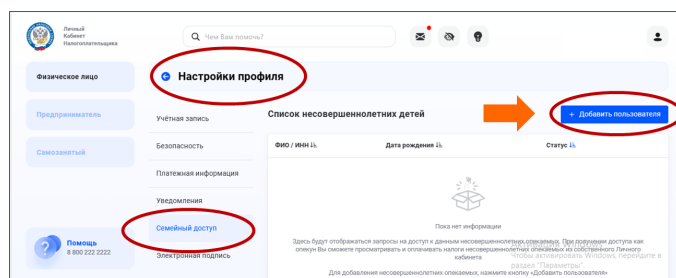 Личный
Кабинет
Налогоплательщика
Чем Вам помочь?
Физическое лицо
Настройки профиля
Предприниматель
Учётная запись
Список несовершеннолетних детей
+ Добавить пользователя
Самозанятый
Безопасность
ФИО / ИНН
Дата рождения
Статус
Платежная информация
Уведомления
Пока нет информации
Семейный доступ
Помощь
8 800 222 2222
Здесь будут отображаться запросы на доступ к данным несовершеннолетних опекаемых. При получении доступа как
опекун Вы сможете просматривать и оплачивать налоги несовершеннолетних опекаемых из собственного Личного
кабинета
Чтобы активировать Windows, перейдите в
раздел "Параметры".
Электронная подпись
Для добавления несовершеннолетних опекаемых, нажмите кнопку «Добавить пользователя»